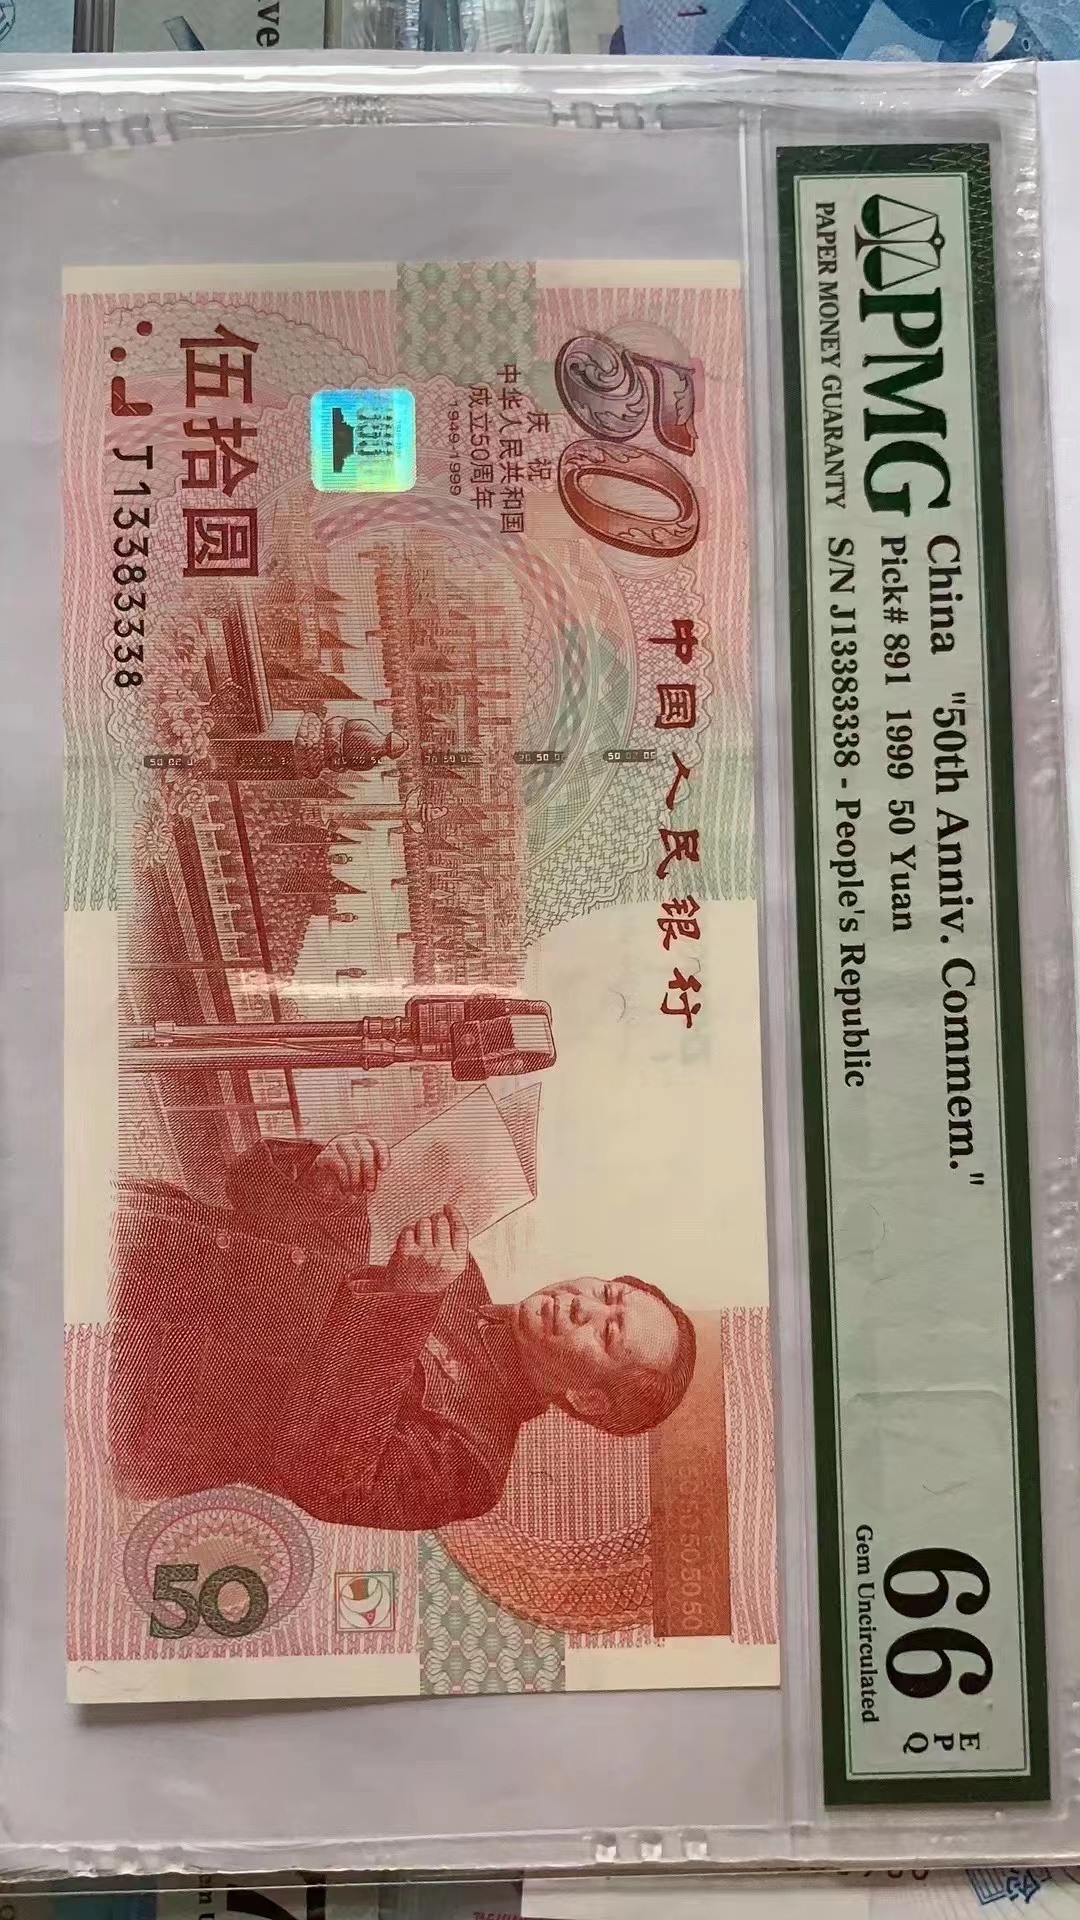 PMG
PAPER MONEY GUARANTY
China "50th Anniv. Commem."
Pick# 891 1999 50 Yuan
S/N J13383338 - People's Republic
66
EPQ
Gem Uncirculated
50
中国人民银行
庆祝
中华人民共和国
成立50周年
1949-1999
伍拾圆
J13383338
50